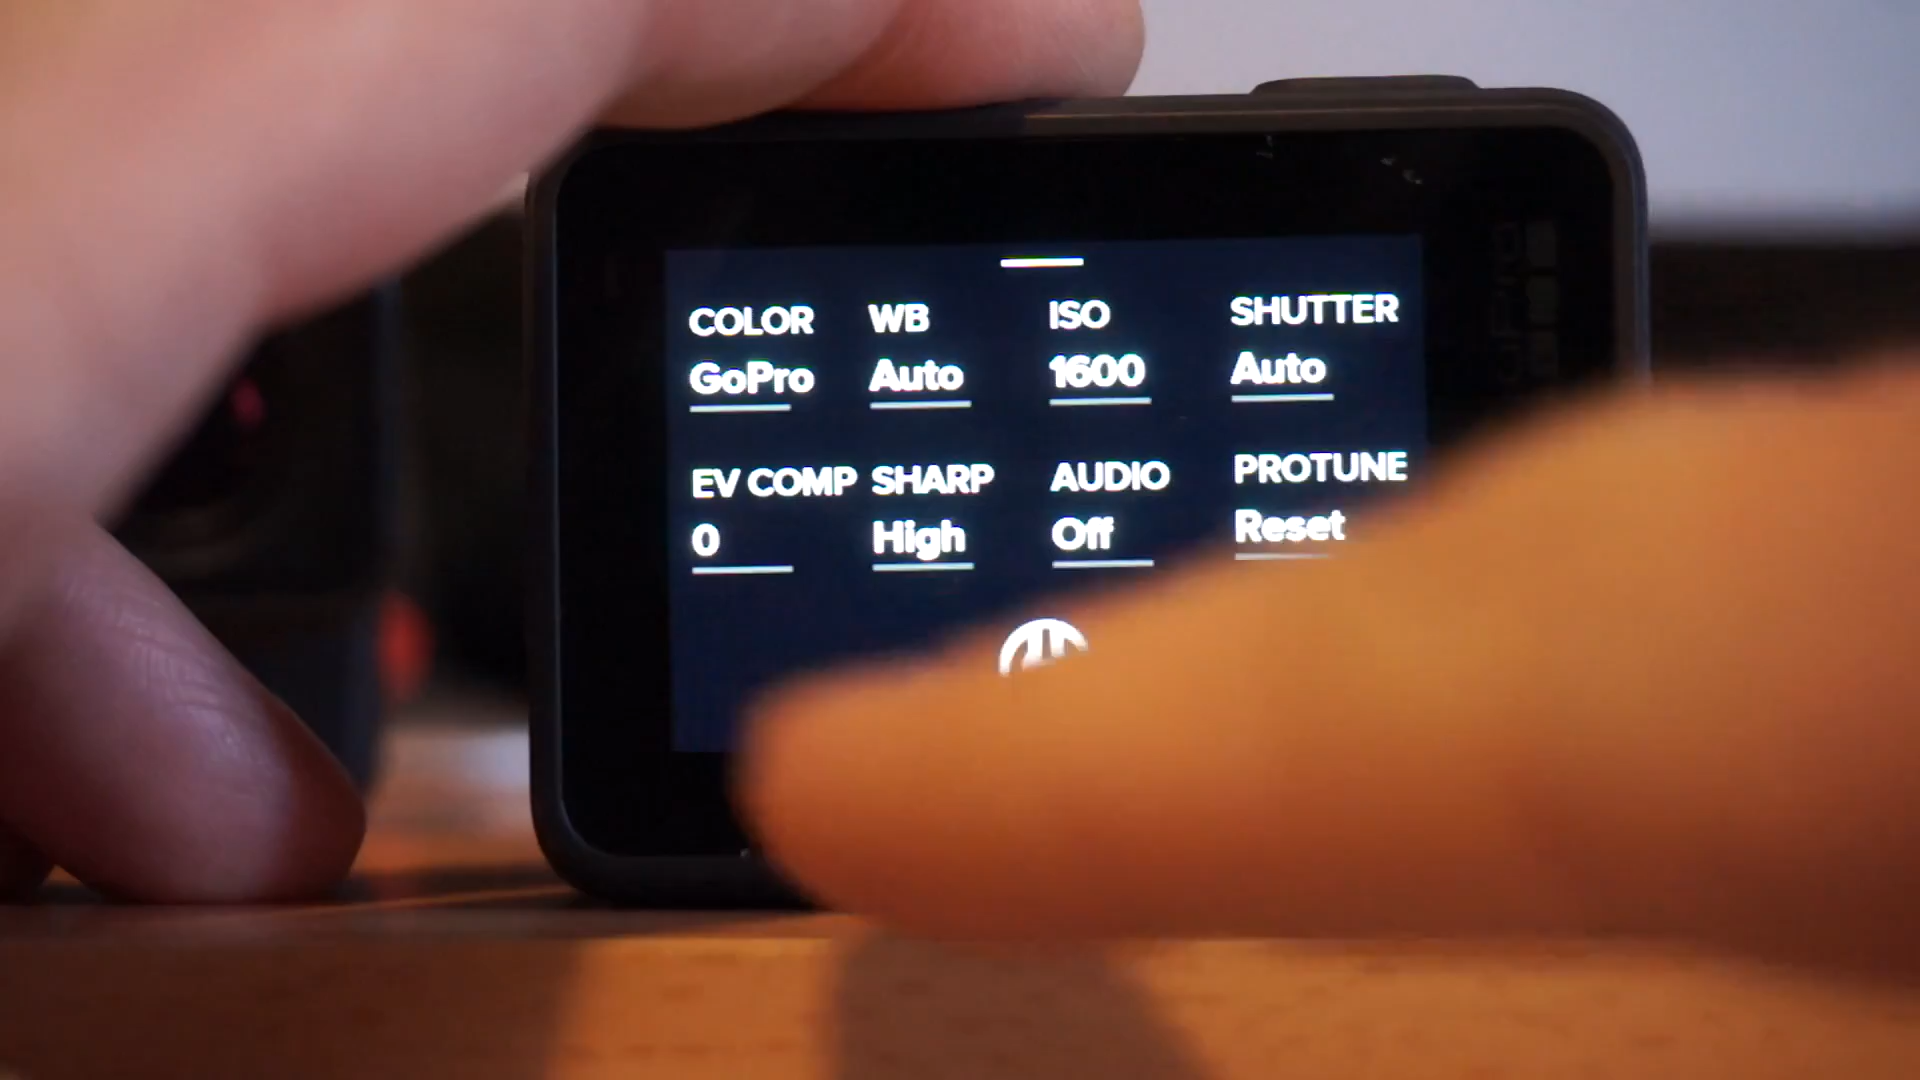 COLOR WB ISO SHUTTER
GoPro Auto 1600 Auto
EV COMP SHARP AUDIO PROTUNE
0 High Off Reset